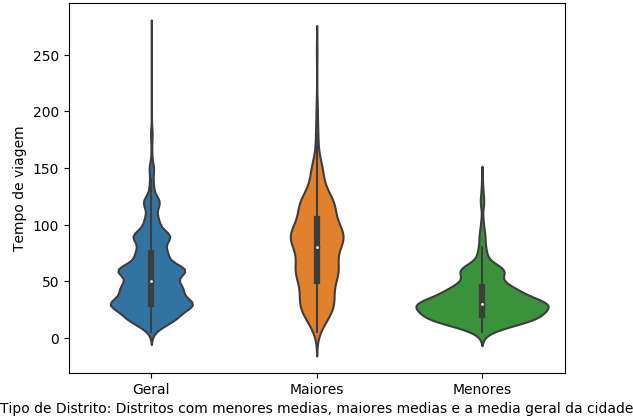 250
200
150
100
50
0
Tempo de viagem
Geral Maiores Menores
Tipo de Distrito: Distritos com menores medias, maiores medias e a media geral da cidade